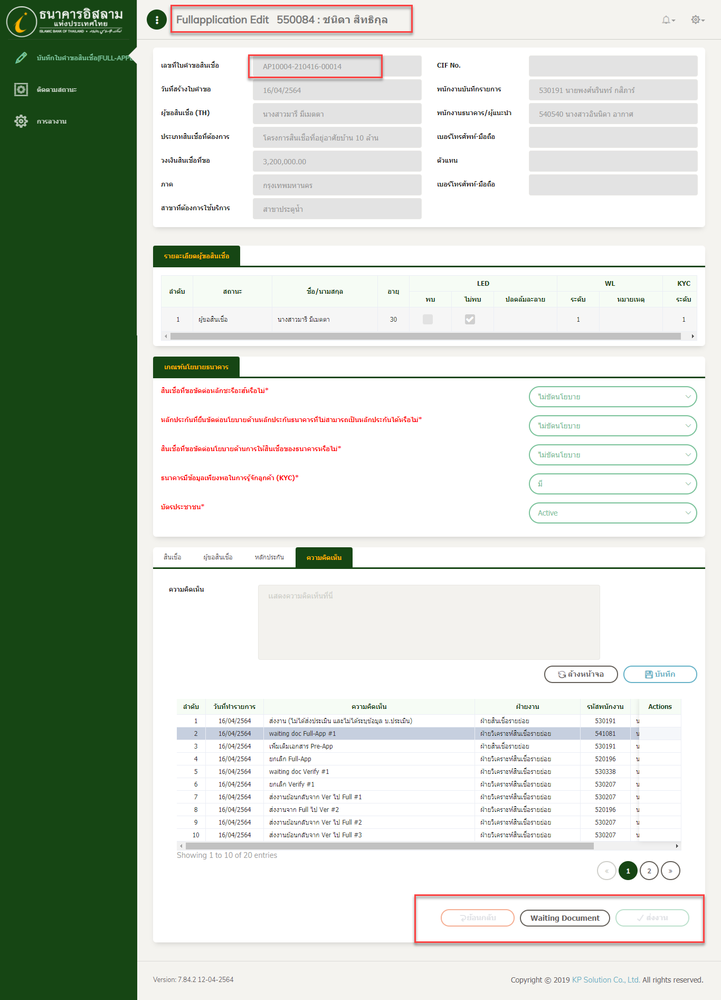 ธนาคารอิสลาม
แห่งประเทศไทย
ISLAMIC BANK OF THAILAND
Fullapplication Edit 550084 : ชนิดา สิทธิกุล
บันทึกใบคำขอสินเชื่อ(FULL-APPL
ติดตามสถานะ
การลางาน
เลขที่ใบคำขอสินเชื่อ AP10004-210416-00014 CIF No.
วันที่สร้างใบคำขอ 16/04/2564 พนักงานบันทึกรายการ 530191 นายพงศ์นรินทร์ กสิภาร์
ผู้ขอสินเชื่อ (TH) นางสาวมารี มีเมตตา พนักงานธนาคาร/ผู้แนะนำ 540540 นางสาวอินนิดา อากาศ
ประเภทสินเชื่อที่ต้องการ โครงการสินเชื่อที่อยู่อาศัยบ้าน 10 ล้าน เบอร์โทรศัพท์-มือถือ
วงเงินสินเชื่อที่ขอ 3,200,000.00 ตัวแทน
ภาค กรุงเทพมหานคร เบอร์โทรศัพท์-มือถือ
สาขาที่ต้องการใช้บริการ สาขาประตูน้ำ
รายละเอียดผู้ขอสินเชื่อ
ลำดับ สถานะ ชื่อ/นามสกุล อายุ LED WL KYC
พบ ไม่พบ ปลดล้มละลาย ระดับ หมายเหตุ ระดับ
1 ผู้ขอสินเชื่อ นางสาวมารี มีเมตตา 30 1 1
เกณฑ์นโยบายธนาคาร
สินเชื่อที่ขอขัดต่อหลักชะรีอะฮ์หรือไม่* ไม่ขัดนโยบาย
หลักประกันที่ยื่นขัดต่อนโยบายด้านหลักประกันธนาคารที่ไม่สามารถเป็นหลักประกันได้หรือไม่* ไม่ขัดนโยบาย
สินเชื่อที่ขอขัดต่อนโยบายด้านการให้สินเชื่อของธนาคารหรือไม่* ไม่ขัดนโยบาย
ธนาคารมีข้อมูลเพียงพอในการรู้จักลูกค้า (KYC)* มี
บัตรประชาชน* Active
สินเชื่อ ผู้ขอสินเชื่อ หลักประกัน ความคิดเห็น
ความคิดเห็น แสดงความคิดเห็นที่นี่
ล้างหน้าจอ บันทึก
ลำดับ วันที่ทำรายการ ความคิดเห็น ฝ่ายงาน รหัสพนักงาน Actions
1 16/04/2564 ส่งงาน (ไม่ได้ส่งประเมิน และไม่ได้ระบุข้อมูล บ.ประเมิน) ฝ่ายสินเชื่อรายย่อย 530191 น
2 16/04/2564 waiting doc Full-App #1 ฝ่ายวิเคราะห์สินเชื่อรายย่อย 541081 น
3 16/04/2564 เพิ่มเติมเอกสาร Pre-App ฝ่ายสินเชื่อรายย่อย 530191 น
4 16/04/2564 ยกเลิก Full-App ฝ่ายวิเคราะห์สินเชื่อรายย่อย 520196 น
5 16/04/2564 waiting doc Verify #1 ฝ่ายวิเคราะห์สินเชื่อรายย่อย 530338 น
6 16/04/2564 ยกเลิก Verify #1 ฝ่ายวิเคราะห์สินเชื่อรายย่อย 530207 น
7 16/04/2564 ส่งงานย้อนกลับจาก Ver ไป Full #1 ฝ่ายวิเคราะห์สินเชื่อรายย่อย 530207 น
8 16/04/2564 ส่งงานจาก Full ไป Ver #2 ฝ่ายวิเคราะห์สินเชื่อรายย่อย 520196 น
9 16/04/2564 ส่งงานย้อนกลับจาก Ver ไป Full #2 ฝ่ายวิเคราะห์สินเชื่อรายย่อย 530207 น
10 16/04/2564 ส่งงานย้อนกลับจาก Ver ไป Full #3 ฝ่ายวิเคราะห์สินเชื่อรายย่อย 530207 น
Showing 1 to 10 of 20 entries
« 1 2 »
ย้อนกลับ Waiting Document ส่งงาน
Version: 7.84.2 12-04-2564 Copyright © 2019 KP Solution Co., Ltd. All rights reserved.